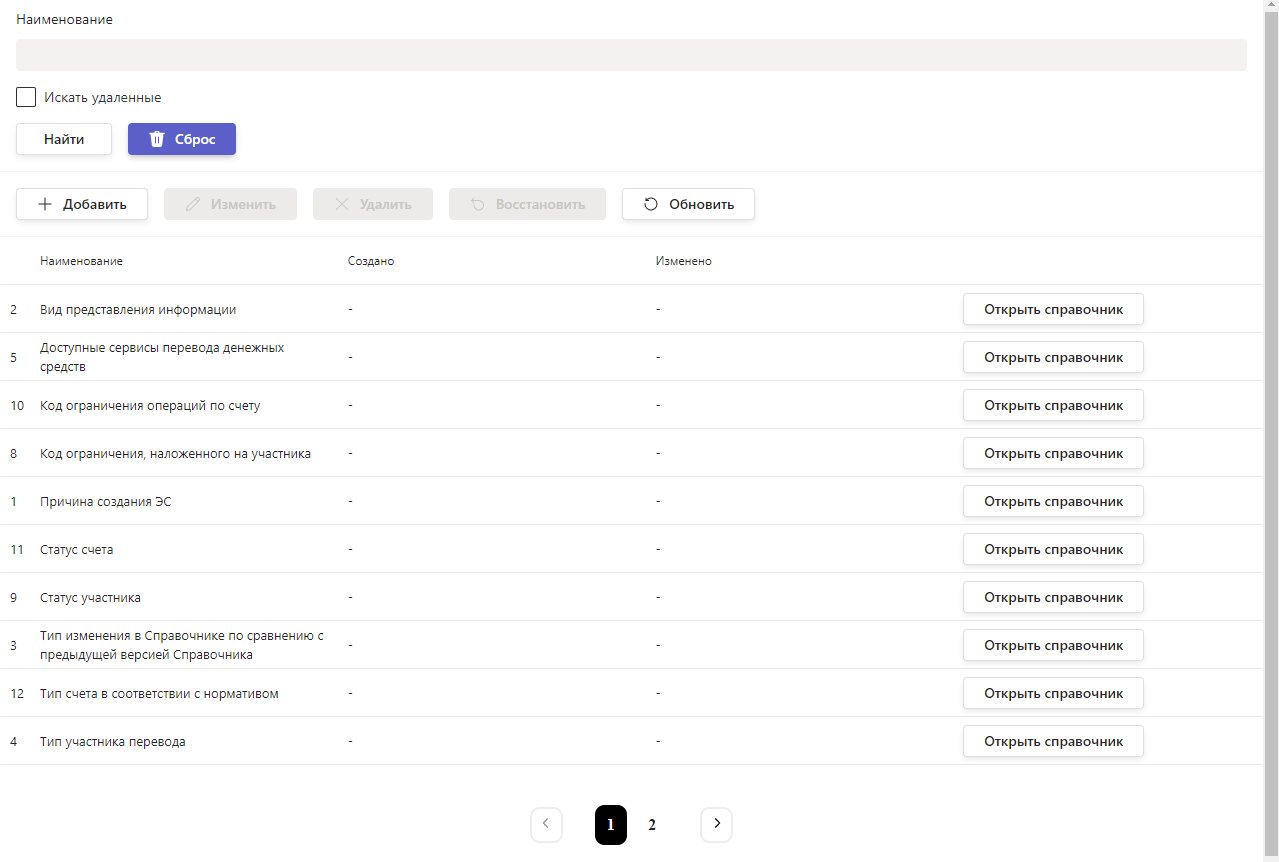 Наименование
Искать удаленные
Найти Сброс
Добавить Изменить Удалить Восстановить Обновить
Наименование Создано Изменено
2 Вид представления информации - - Открыть справочник
5 Доступные сервисы перевода денежных
средств - - Открыть справочник
10 Код ограничения операций по счету - - Открыть справочник
8 Код ограничения, наложенного на участника - - Открыть справочник
1 Причина создания ЭС - - Открыть справочник
11 Статус счета - - Открыть справочник
9 Статус участника - - Открыть справочник
3 Тип изменения в Справочнике по сравнению с
предыдущей версией Справочника - - Открыть справочник
12 Тип счета в соответствии с нормативом - - Открыть справочник
4 Тип участника перевода - - Открыть справочник
1 2